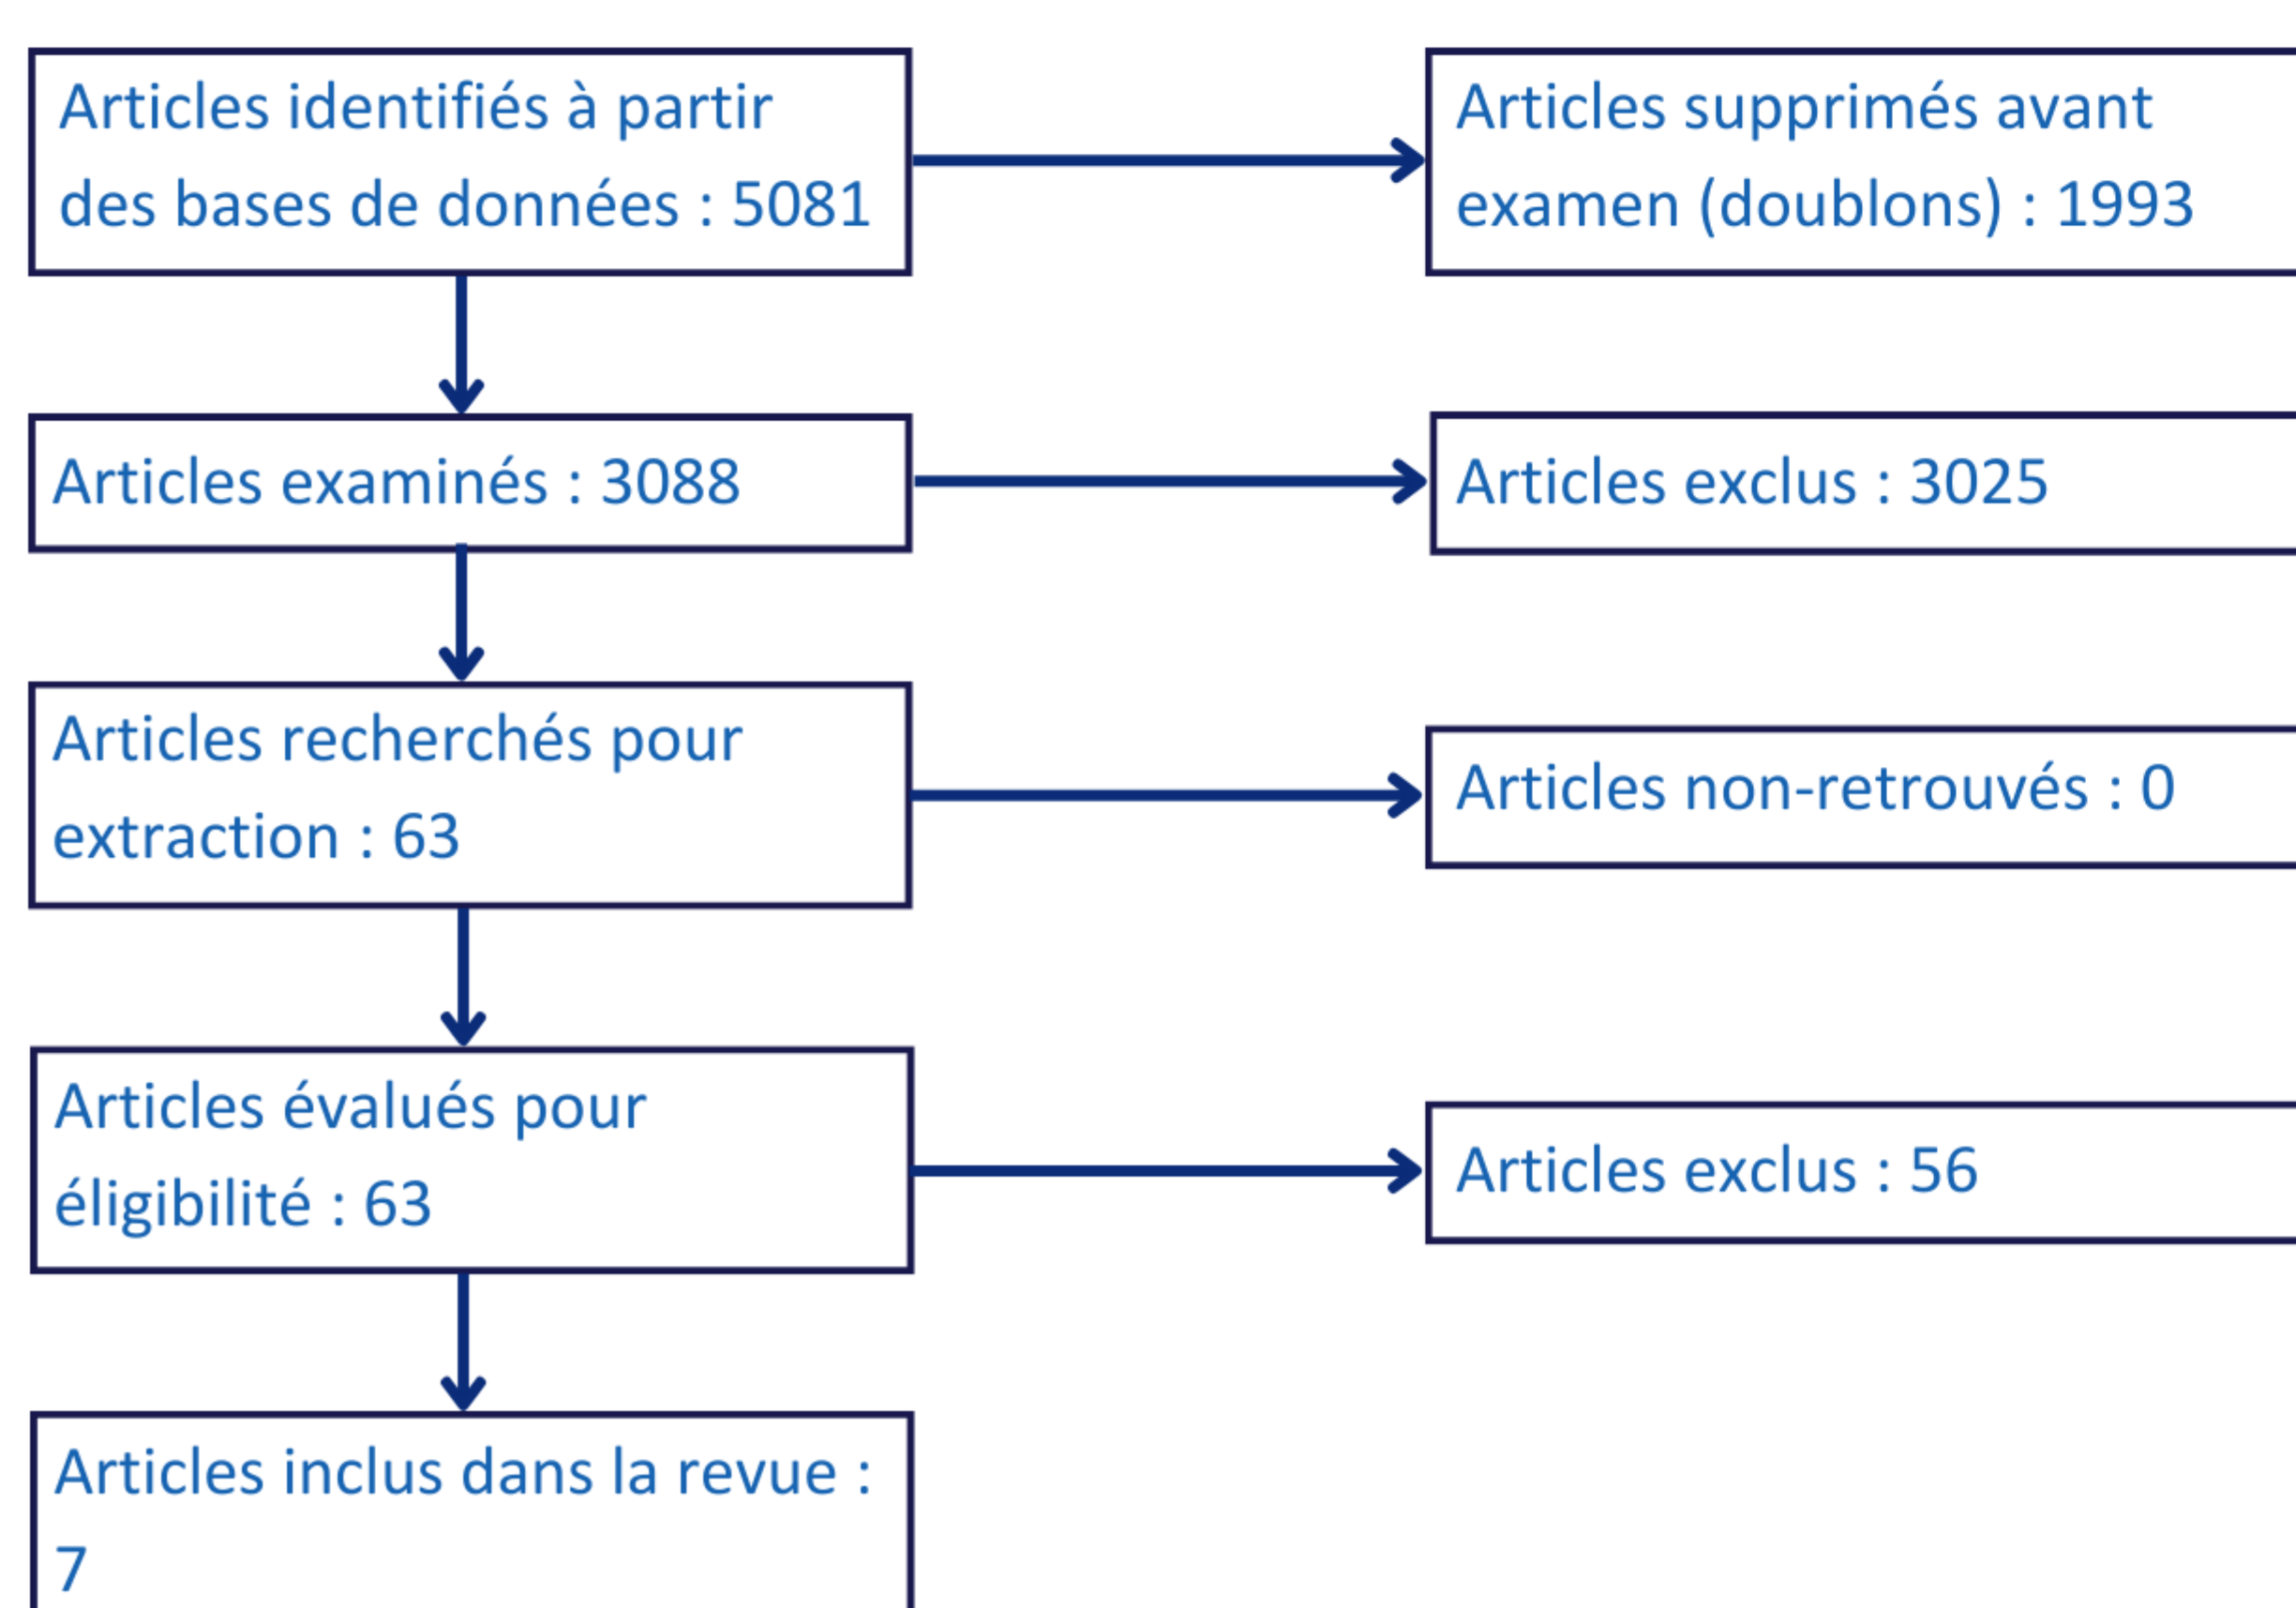 Articles identifiés à partir
des bases de données : 5081
Articles supprimés avant
examen (doublons) : 1993
Articles examinés : 3088
Articles exclus : 3025
Articles recherchés pour
extraction : 63
Articles non-retrouvés : 0
Articles évalués pour
éligibilité : 63
Articles exclus : 56
Articles inclus dans la revue :
7